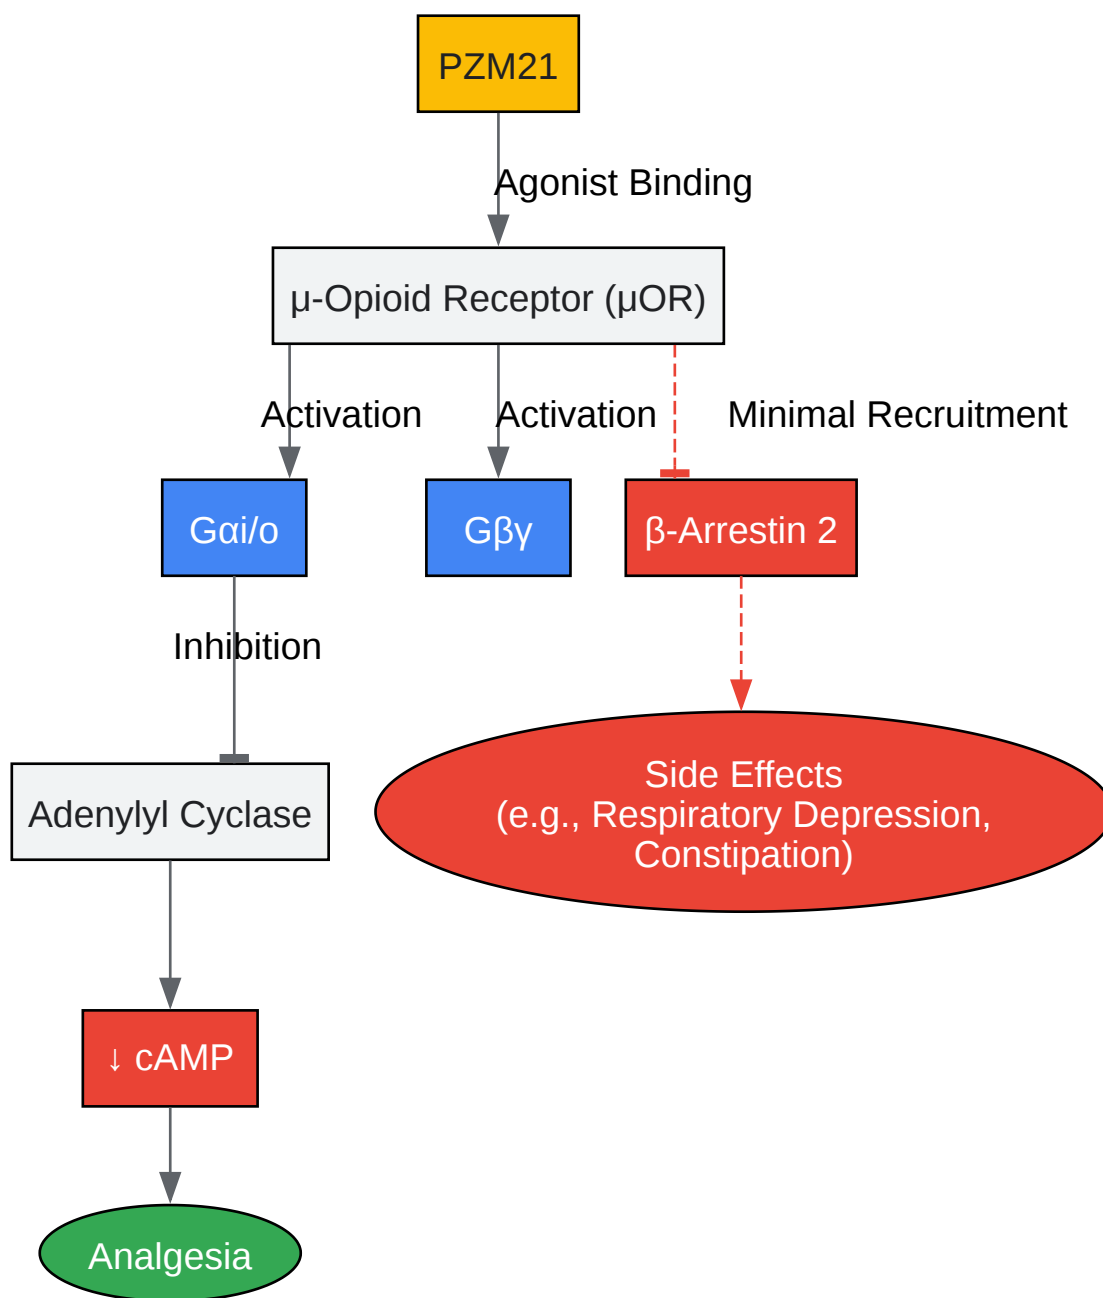 PZM21
Agonist Binding
μ-Opioid Receptor (μOR)
Activation
Activation
Minimal Recruitment
Gαi/o
Gβγ
β-Arrestin 2
Inhibition
Side Effects
(e.g., Respiratory Depression,
Constipation)
Adenylyl Cyclase
↓ cAMP
Analgesia